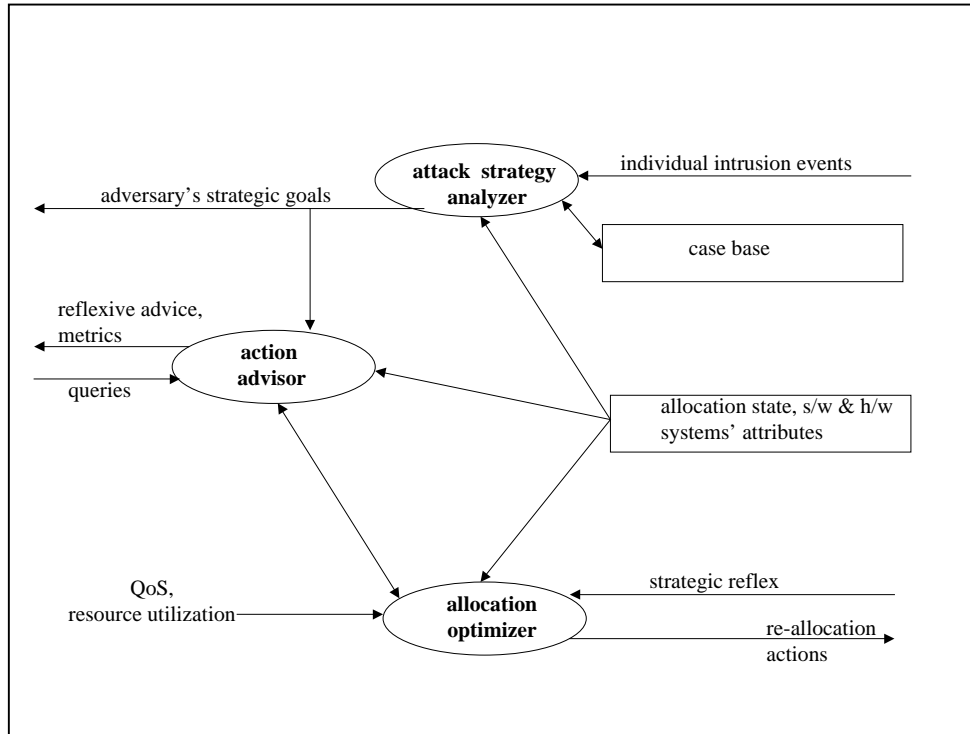 attack strategy
analyzer
individual intrusion events
adversary's strategic goals
case base
reflexive advice,
metrics
action
advisor
queries
allocation state, s/w & h/w
systems' attributes
QoS,
resource utilization
allocation
optimizer
strategic reflex
re-allocation
actions